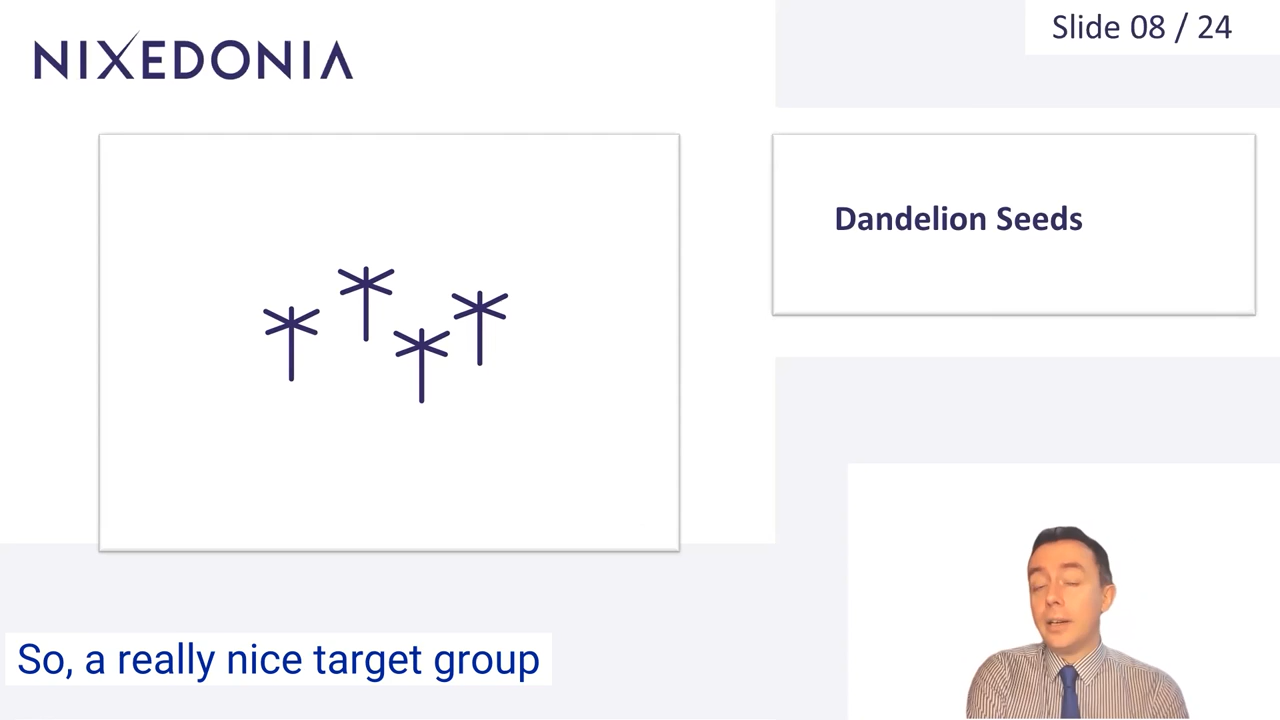 NIXEDONIA
Slide 08 / 24
Dandelion Seeds
So, a really nice target group